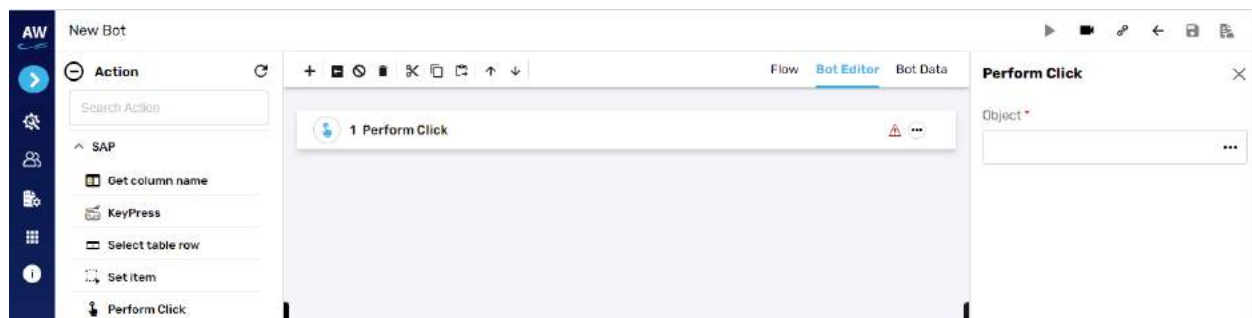 AW
New Bot
Action
Search Action
SAP
Get column name
KeyPress
Select table row
Set item
Perform Click
Flow Bot Editor Bot Data
1 Perform Click
Perform Click
Object *